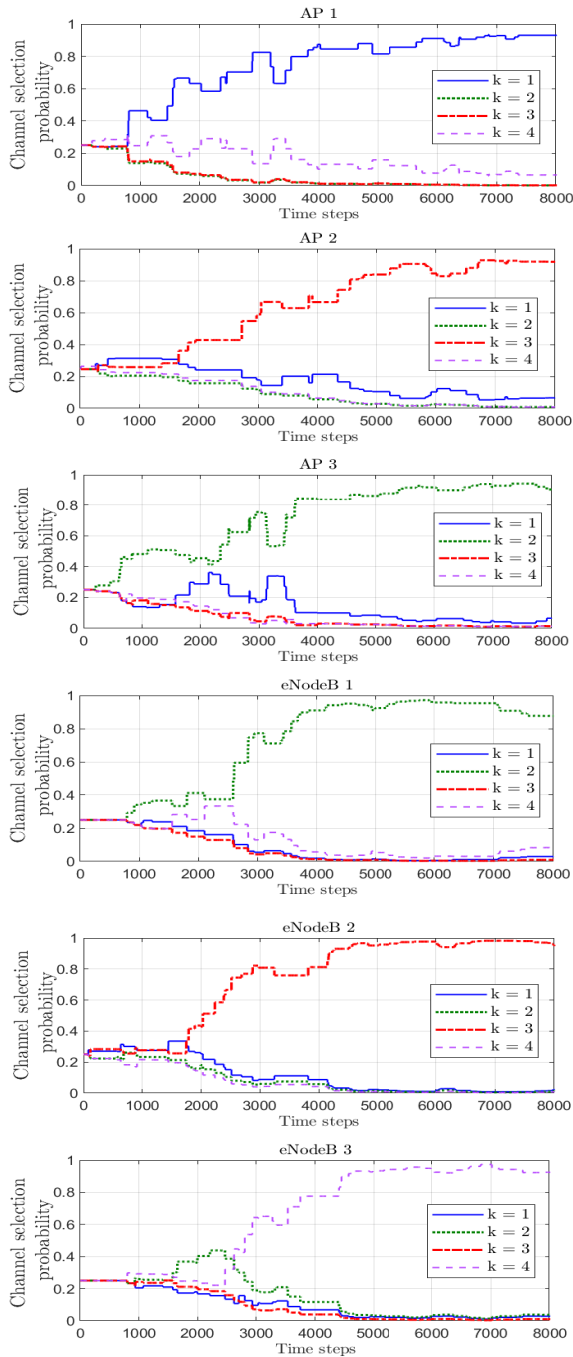 AP 1
Channel selection
probability
1
0.8
0.6
0.4
0.2
0
k = 1
k = 2
k = 3
k = 4
0 1000 2000 3000 4000 5000 6000 7000 8000
Time steps
AP 2
Channel selection
probability
1
0.8
0.6
0.4
0.2
0
k = 1
k = 2
k = 3
k = 4
0 1000 2000 3000 4000 5000 6000 7000 8000
Time steps
AP 3
Channel selection
probability
1
0.8
0.6
0.4
0.2
0
k = 1
k = 2
k = 3
k = 4
0 1000 2000 3000 4000 5000 6000 7000 8000
Time steps
eNodeB 1
Channel selection
probability
1
0.8
0.6
0.4
0.2
0
k = 1
k = 2
k = 3
k = 4
0 1000 2000 3000 4000 5000 6000 7000 8000
Time steps
eNodeB 2
Channel selection
probability
1
0.8
0.6
0.4
0.2
0
k = 1
k = 2
k = 3
k = 4
0 1000 2000 3000 4000 5000 6000 7000 8000
Time steps
eNodeB 3
Channel selection
probability
1
0.8
0.6
0.4
0.2
0
k = 1
k = 2
k = 3
k = 4
0 1000 2000 3000 4000 5000 6000 7000 8000
Time steps